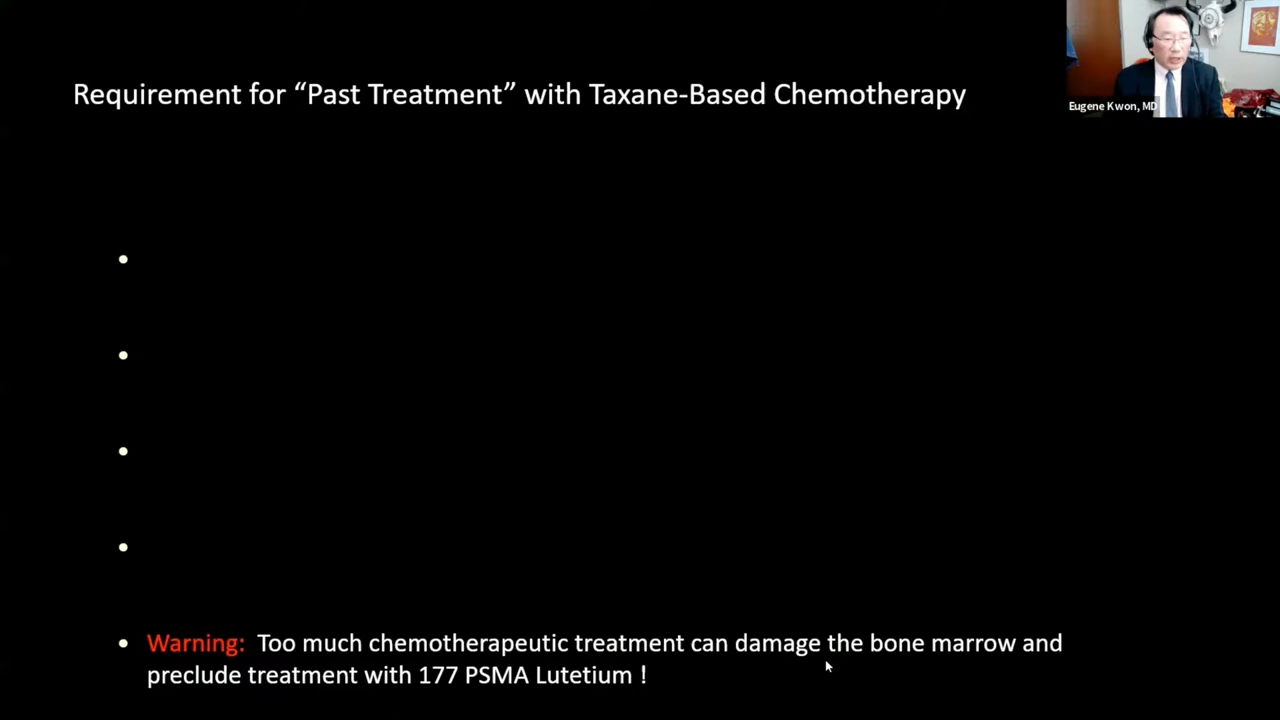 Requirement for “Past Treatment” with Taxane-Based Chemotherapy
Eugene Kwon, MD
• Warning: Too much chemotherapeutic treatment can damage the bone marrow and
preclude treatment with 177 PSMA Lutetium !